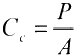 C_c = P/A